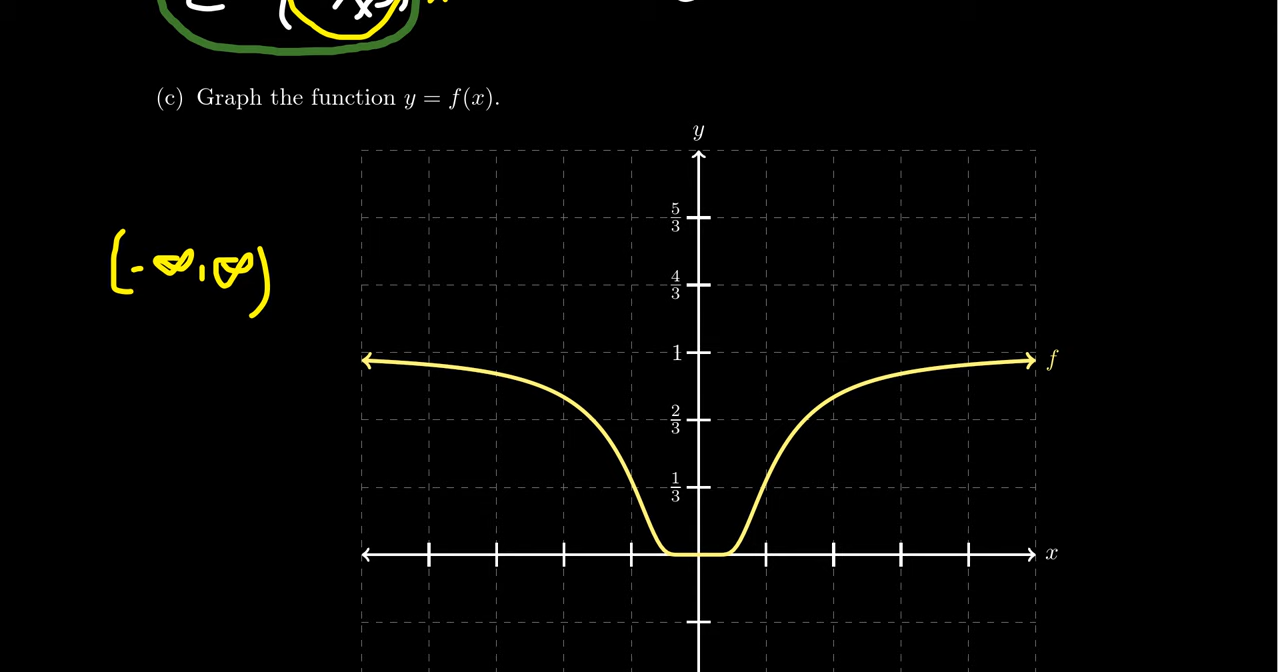 (c) Graph the function y = f(x).
y
5/3
4/3
[-∞,∞)
1
f
2/3
1/3
x